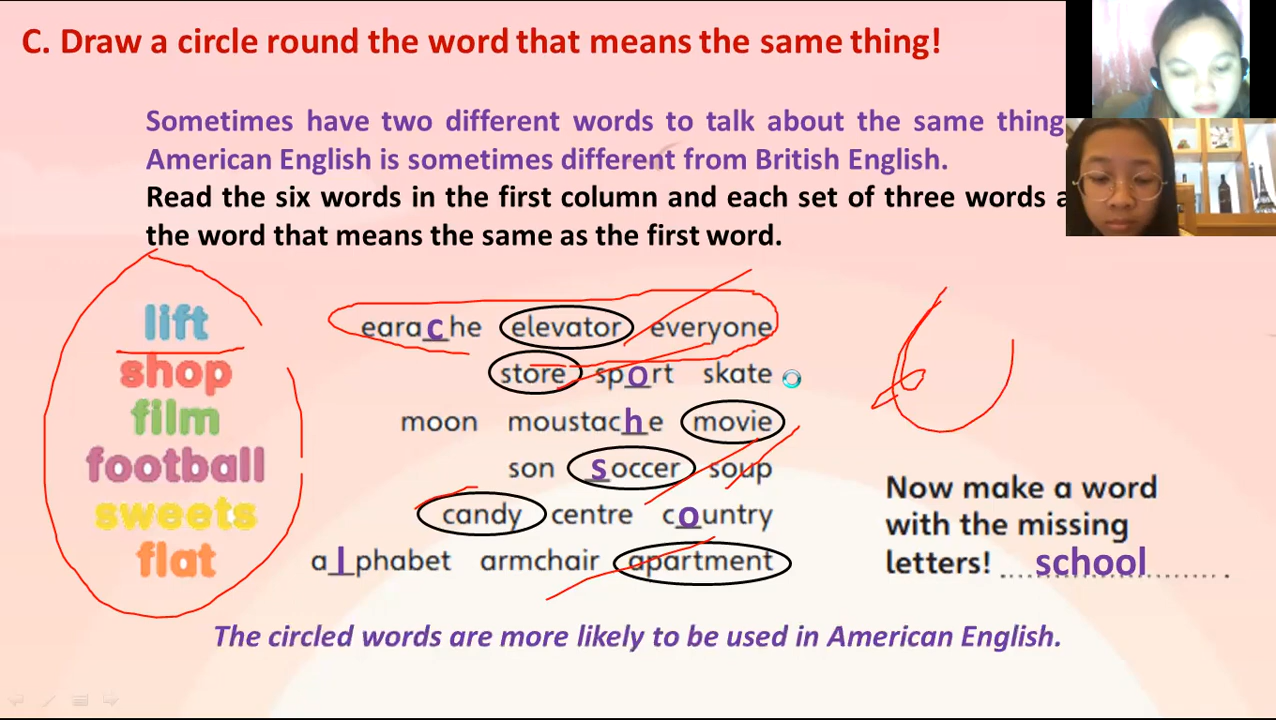 C. Draw a circle round the word that means the same thing!
Sometimes have two different words to talk about the same thing
American English is sometimes different from British English.
Read the six words in the first column and each set of three words
the word that means the same as the first word.
lift earache elevator everyone
shop store sport skate
film moon moustache movie
football son soccer soup
sweets candy centre country
flat alphabet armchair apartment
Now make a word
with the missing
letters! school
The circled words are more likely to be used in American English.